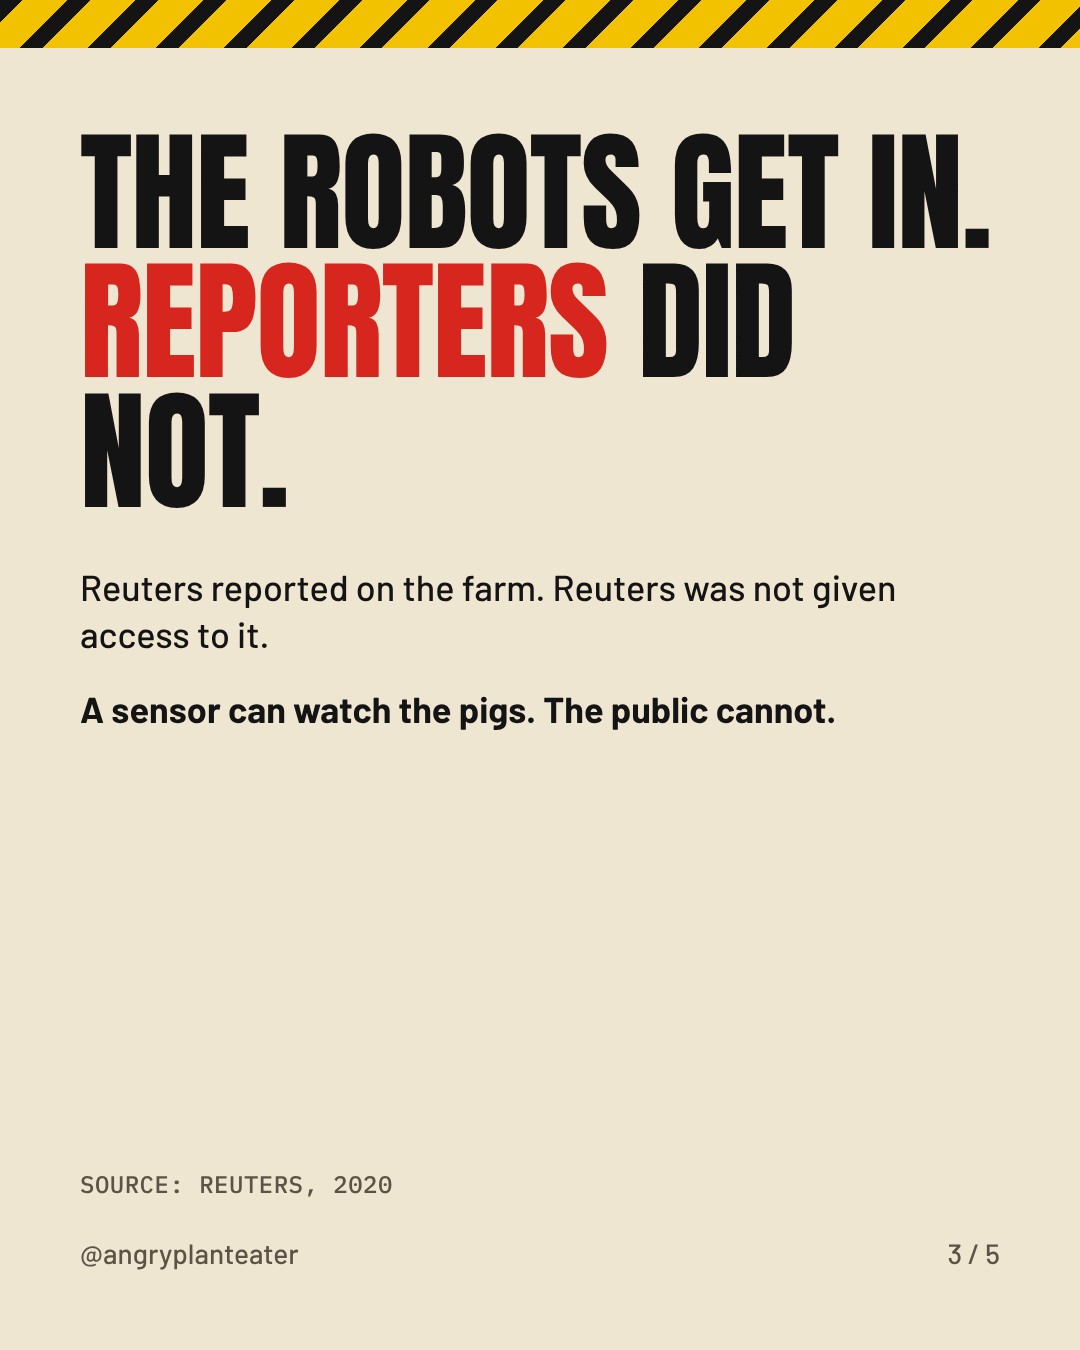 THE ROBOTS GET IN.
REPORTERS DID
NOT.
Reuters reported on the farm. Reuters was not given
access to it.
A sensor can watch the pigs. The public cannot.
SOURCE: REUTERS, 2020
@angryplanteater
3 / 5